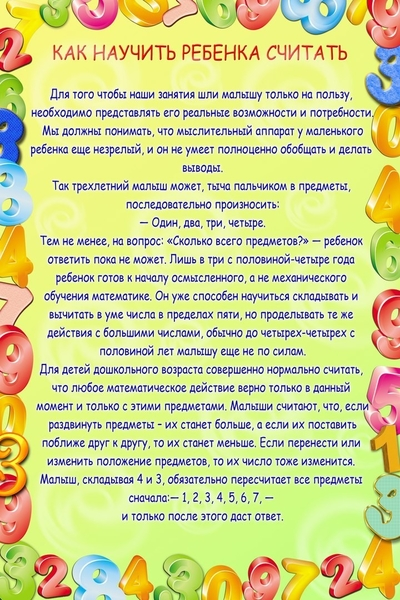 КАК НАУЧИТЬ РЕБЕНКА СЧИТАТЬ
Для того чтобы наши занятия шли малышу только на пользу,
необходимо представлять его реальные возможности и потребности.
Мы должны понимать, что мыслительный аппарат у маленького
ребенка еще незрелый, и он не умеет полноценно обобщать и делать
выводы.
Так трехлетний малыш может, тыча пальчиком в предметы,
последовательно произносить:
— Один, два, три, четыре.
Тем не менее, на вопрос: «Сколько всего предметов?» — ребенок
ответить пока не может. Лишь в три с половиной-четыре года
ребенок готов к началу осмысленного, а не механического
обучения математике. Он уже способен научиться складывать и
вычитать в уме числа в пределах пяти, но проделывать те же
действия с большими числами, обычно до четырех-четырех с
половиной лет малышу еще не по силам.
Для детей дошкольного возраста совершенно нормально считать,
что любое математическое действие верно только в данный
момент и только с этими предметами. Малыши считают, что, если
раздвинуть предметы – их станет больше, а если их поставить
поближе друг к другу, то их станет меньше. Если перенести или
изменить положение предметов, то их число тоже изменится.
Малыш, складывая 4 и 3, обязательно пересчитает все предметы
сначала:— 1, 2, 3, 4, 5, 6, 7, —
и только после этого даст ответ.